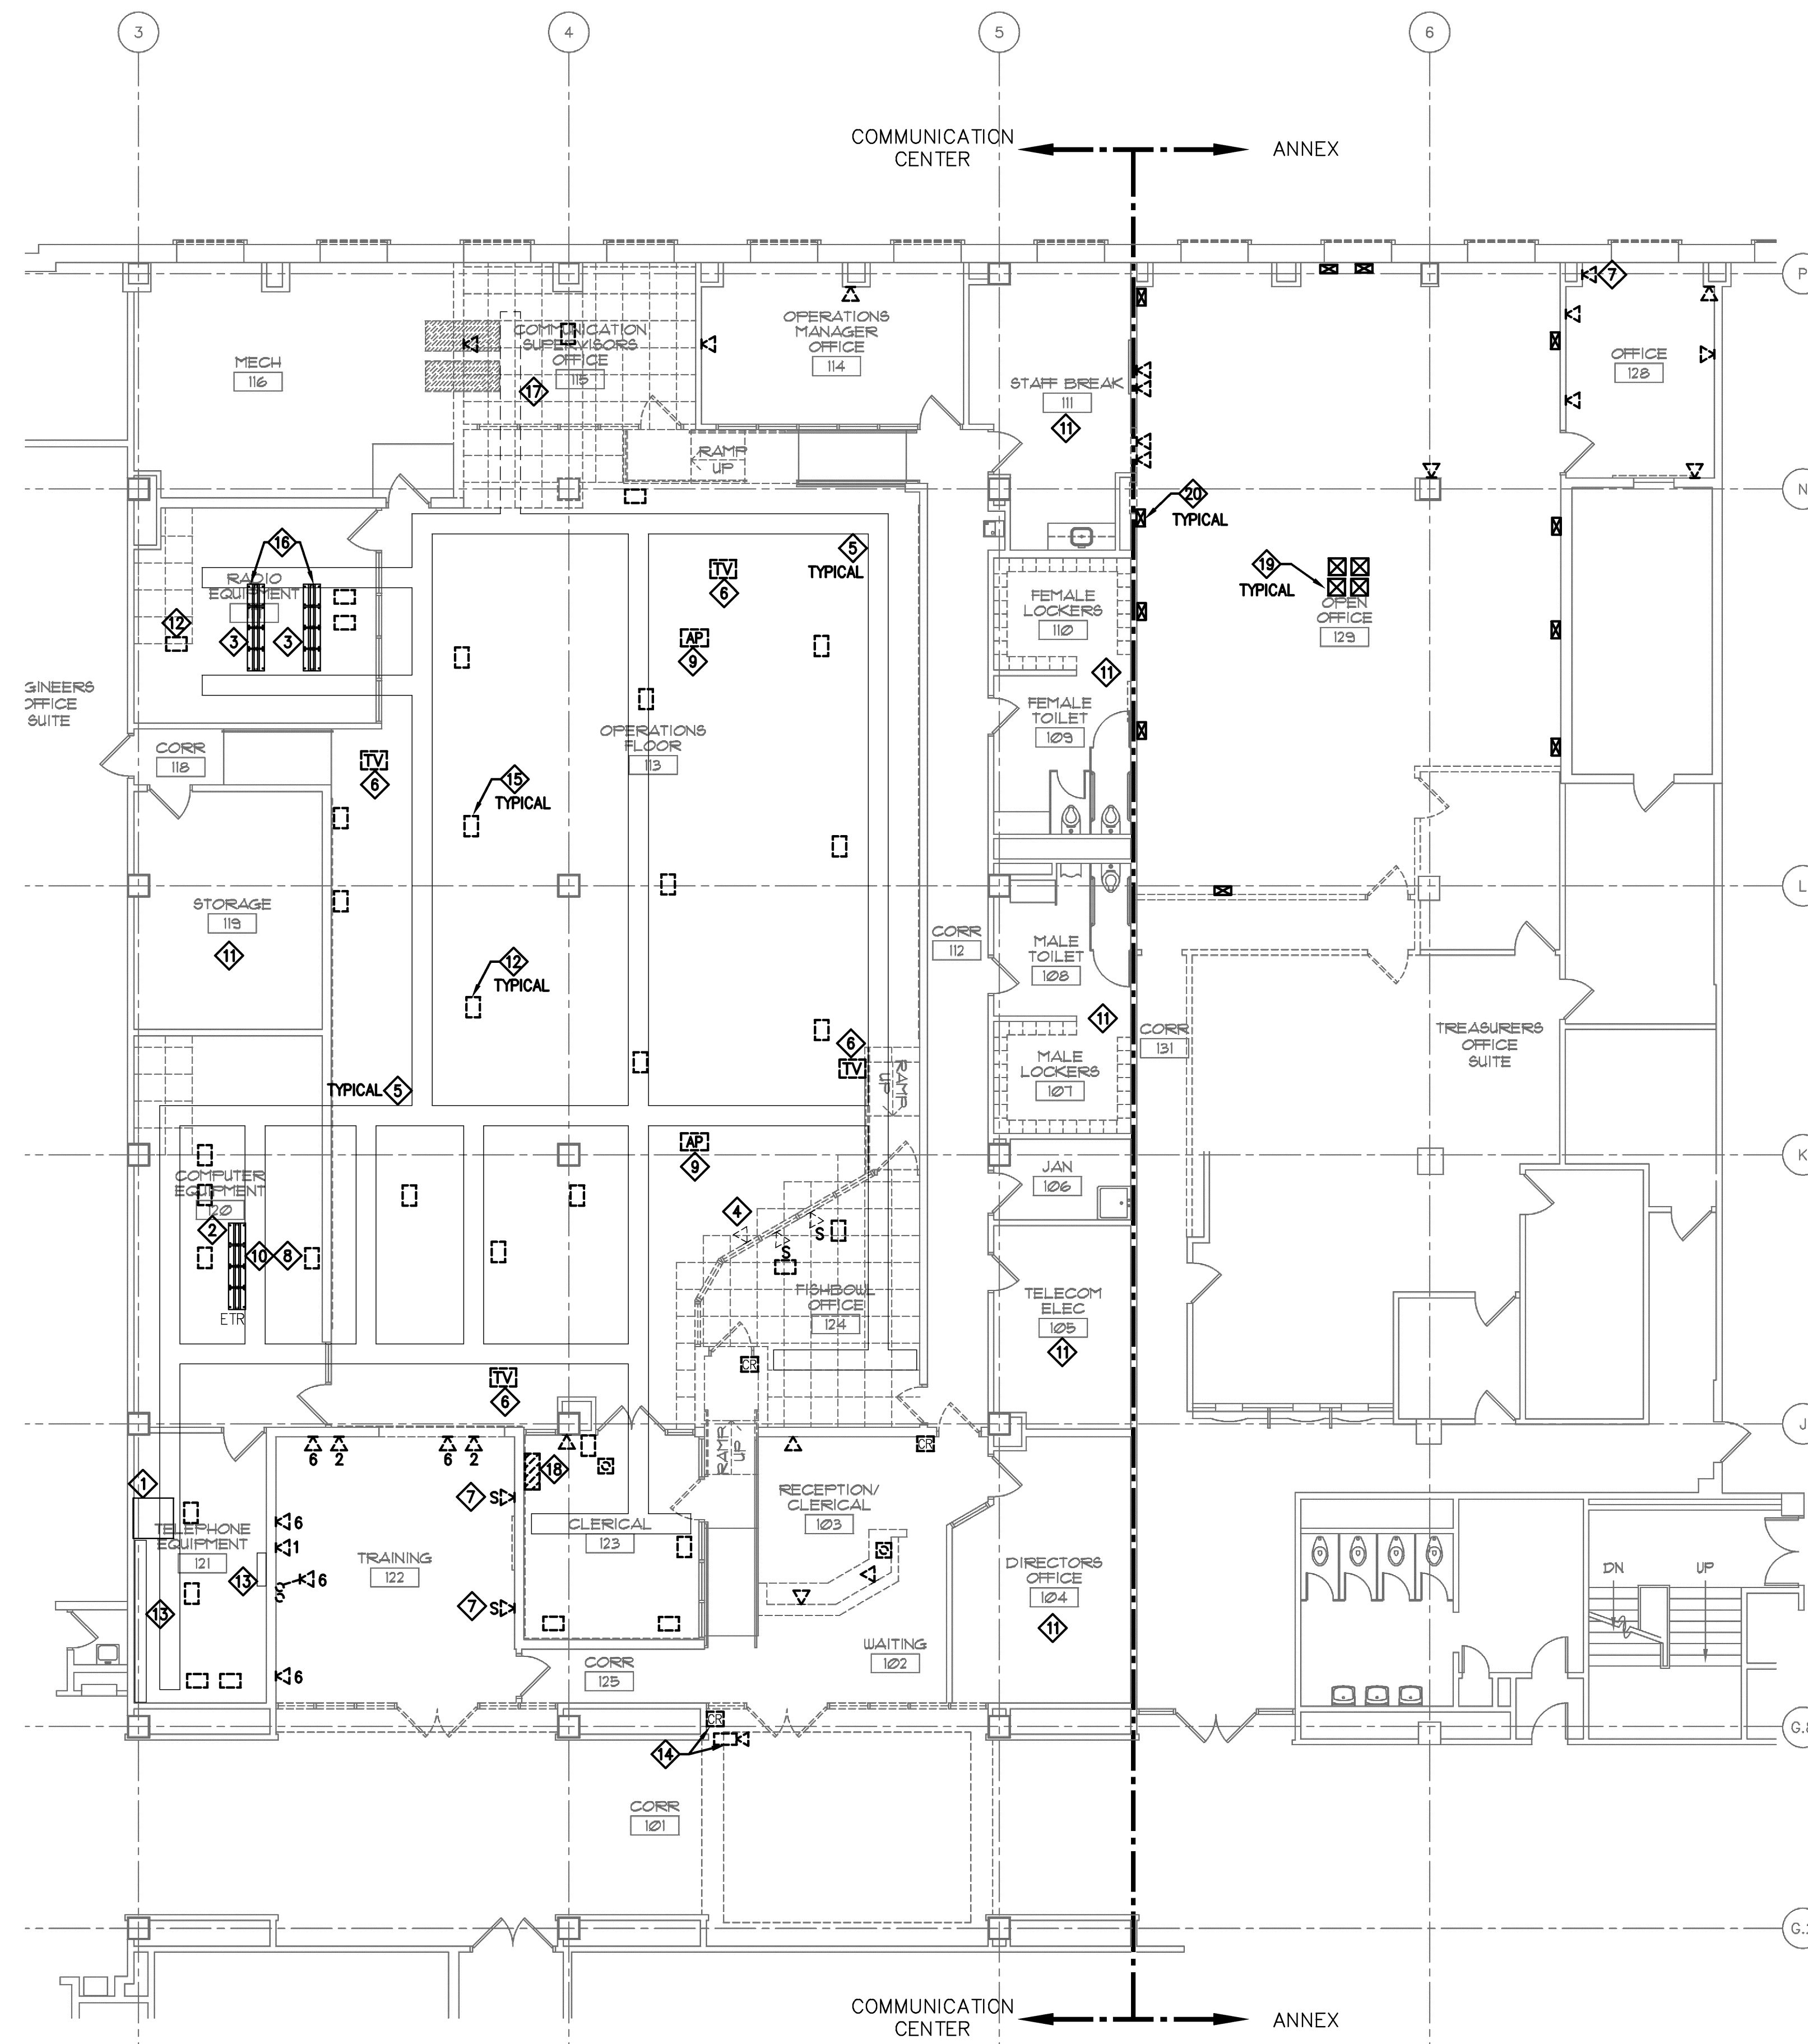 3
4
5
6
COMMUNICATION
CENTER
ANNEX
P
7
OPERATIONS
MANAGER
OFFICE
114
COMMUNICATION
SUPERVISORS
OFFICE
115
MECH
116
17
STAFF BREAK
111
11
OFFICE
128
RAMP
UP
N
20
TYPICAL
16
RADIO
EQUIPMENT
12
3
3
5
TYPICAL
TV
6
AP
9
19
TYPICAL
OPEN
OFFICE
129
FEMALE
LOCKERS
110
11
FEMALE
TOILET
109
GINEERS
OFFICE
SUITE
CORR
118
OPERATIONS
FLOOR
113
TV
6
15
TYPICAL
L
STORAGE
119
11
12
TYPICAL
CORR
112
MALE
TOILET
108
11
MALE
LOCKERS
107
CORR
131
TREASURERS
OFFICE
SUITE
6
TV
RAMP
UP
TYPICAL 5
AP
9
K
JAN
106
COMPUTER
EQUIPMENT
120
2
10
8
ETR
4
S
S
FISHBOWL
OFFICE
124
TELECOM
ELEC
105
11
CR
TV
6
J
CR
RAMP
UP
6
2
6
2
1
18
7
S
RECEPTION/
CLERICAL
103
TELEPHONE
EQUIPMENT
121
6
1
6
13
13
TRAINING
122
CLERICAL
123
DIRECTORS
OFFICE
104
11
DN
UP
7
S
WAITING
102
CORR
125
6
CR
14
G.8
CORR
101
COMMUNICATION
CENTER
ANNEX